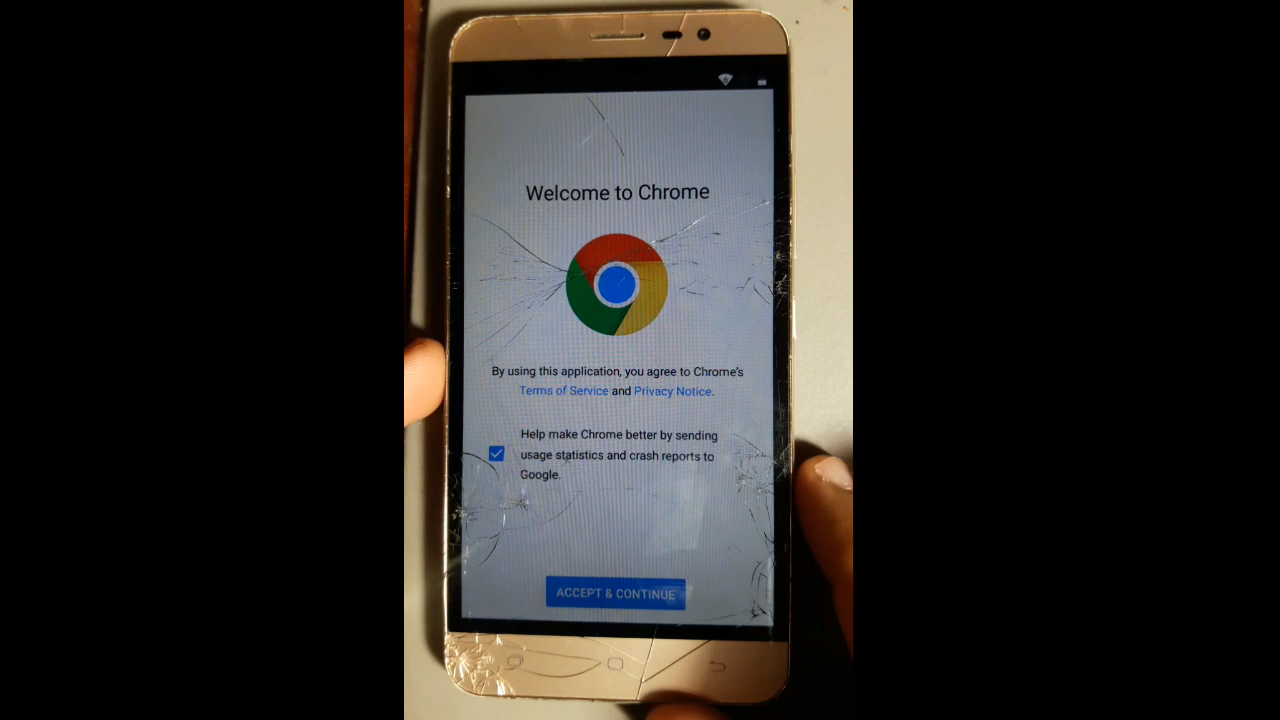 Welcome to Chrome
By using this application, you agree to Chrome's
Terms of Service and Privacy Notice.
Help make Chrome better by sending
usage statistics and crash reports to
Google.
ACCEPT & CONTINUE